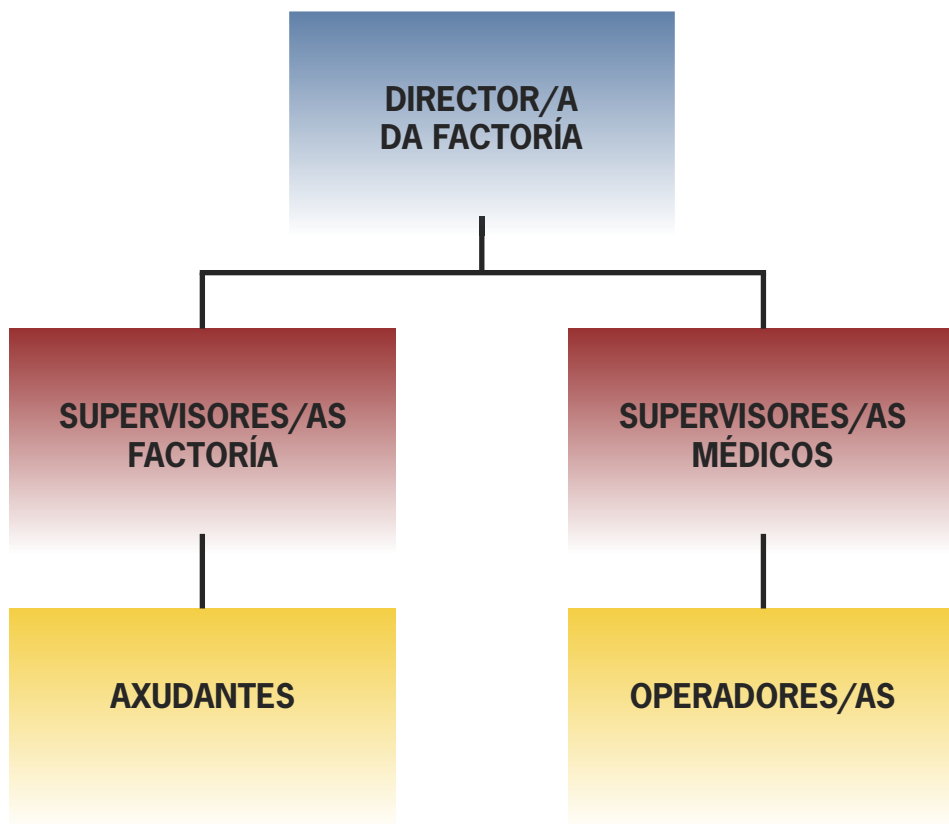 DIRECTOR/A
DA FACTORÍA
SUPERVISORES/AS
FACTORÍA
SUPERVISORES/AS
MÉDICOS
AXUDANTES
OPERADORES/AS